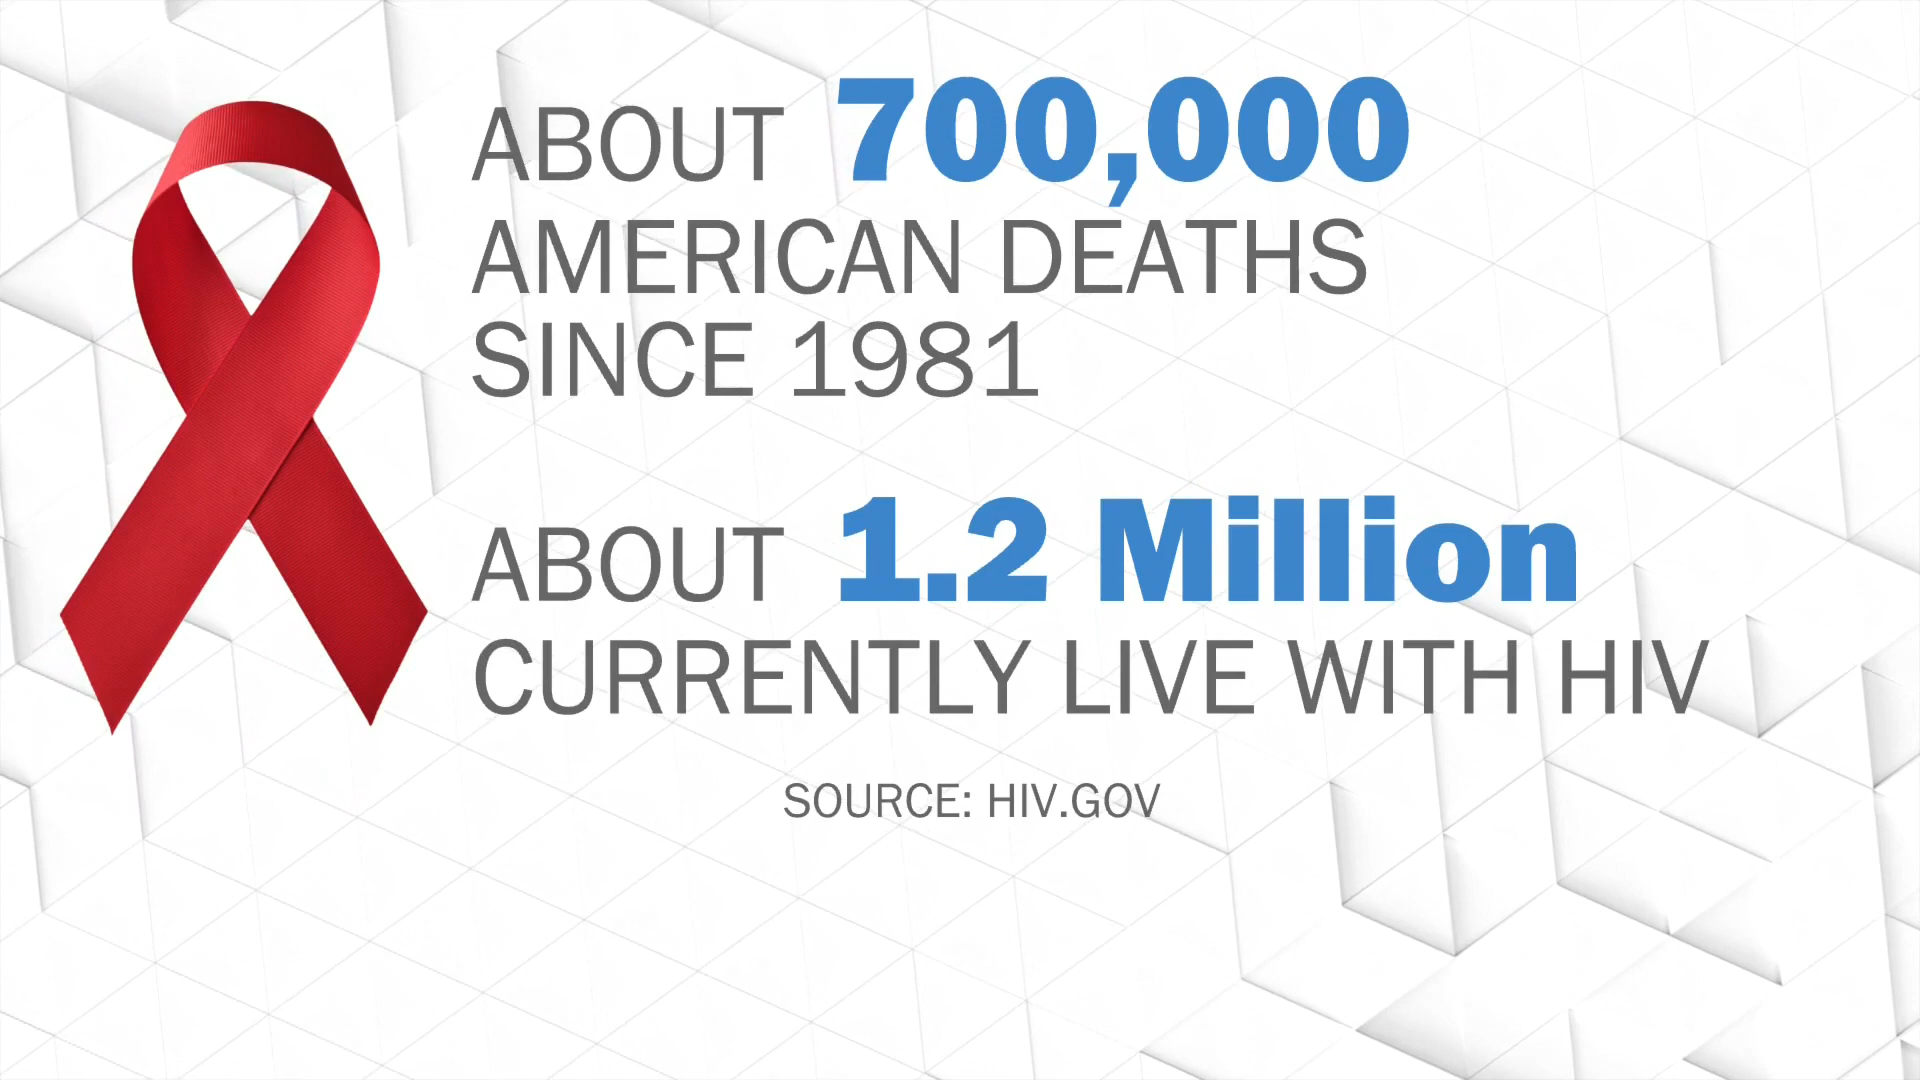 ABOUT 700,000
AMERICAN DEATHS
SINCE 1981
ABOUT 1.2 Million
CURRENTLY LIVE WITH HIV
SOURCE: HIV.GOV